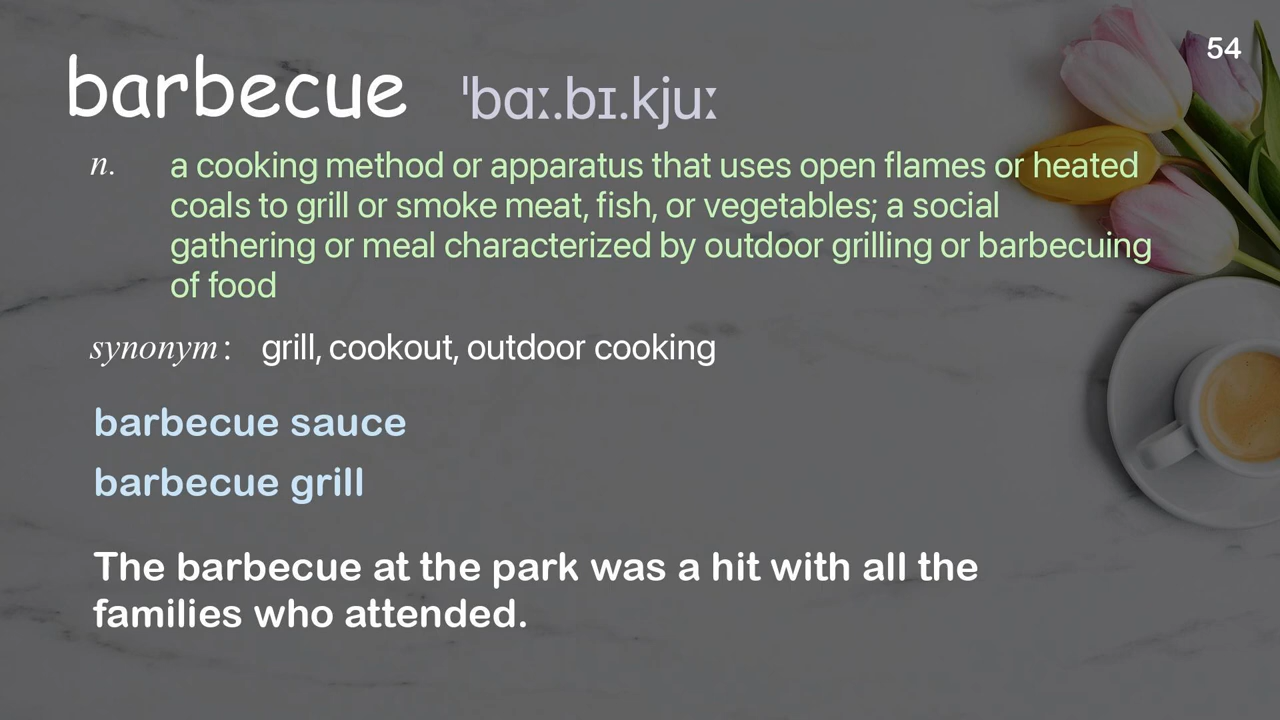 54
barbecue ˈbɑː.bɪ.kjuː
n. a cooking method or apparatus that uses open flames or heated
coals to grill or smoke meat, fish, or vegetables; a social
gathering or meal characterized by outdoor grilling or barbecuing
of food
synonym: grill, cookout, outdoor cooking
barbecue sauce
barbecue grill
The barbecue at the park was a hit with all the
families who attended.